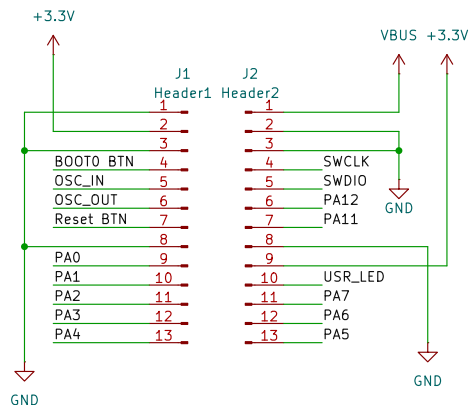 +3.3V
VBUS +3.3V
J1 J2
Header1 Header2
1 1
2 2
3 3
BOOT0 BTN 4 4 SWCLK
OSC_IN 5 5 SWDIO
OSC_OUT 6 6 PA12
Reset BTN 7 7 PA11
GND
8 8
PA0 9 9
PA1 10 10 USR_LED
PA2 11 11 PA7
PA3 12 12 PA6
PA4 13 13 PA5
GND
GND